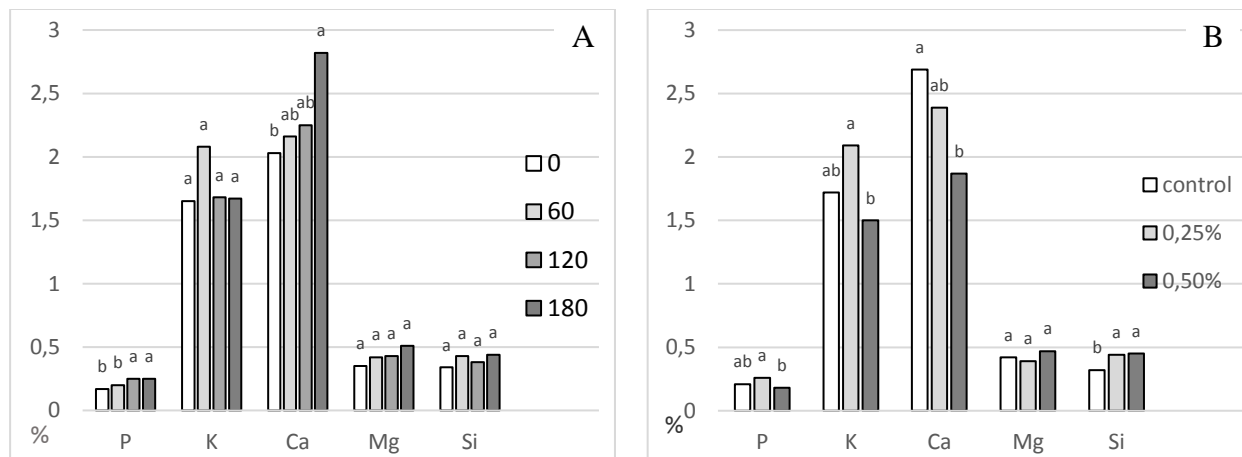 A
3
2,5
2
1,5
1
0,5
0
%
b b a a
a a a a
b ab ab a
a a a a
a a a a
P K Ca Mg Si
0
60
120
180
B
3
2,5
2
1,5
1
0,5
0
%
ab a b
ab a b
a ab b
a a a
b a a
P K Ca Mg Si
control
0,25%
0,50%